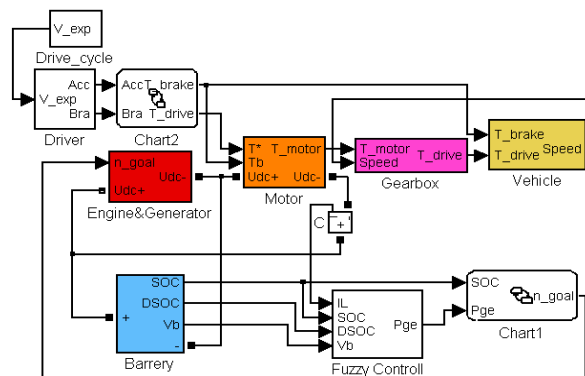 V_exp
Drive_cycle
V_exp
Acc
Bra
Driver
Acc
T_brake
Bra
T_drive
Chart2
n_goal
Udc+
Udc-
Engine&Generator
T*
Tb
Udc+
T_motor
Udc-
Motor
T_motor
Speed
T_drive
Gearbox
T_brake
T_drive
Speed
Vehicle
C
- +
SOC
DSOC
Vb
+
-
Barrery
IL
SOC
DSOC
Vb
Pge
Fuzzy Controll
SOC
Pge
n_goal
Chart1